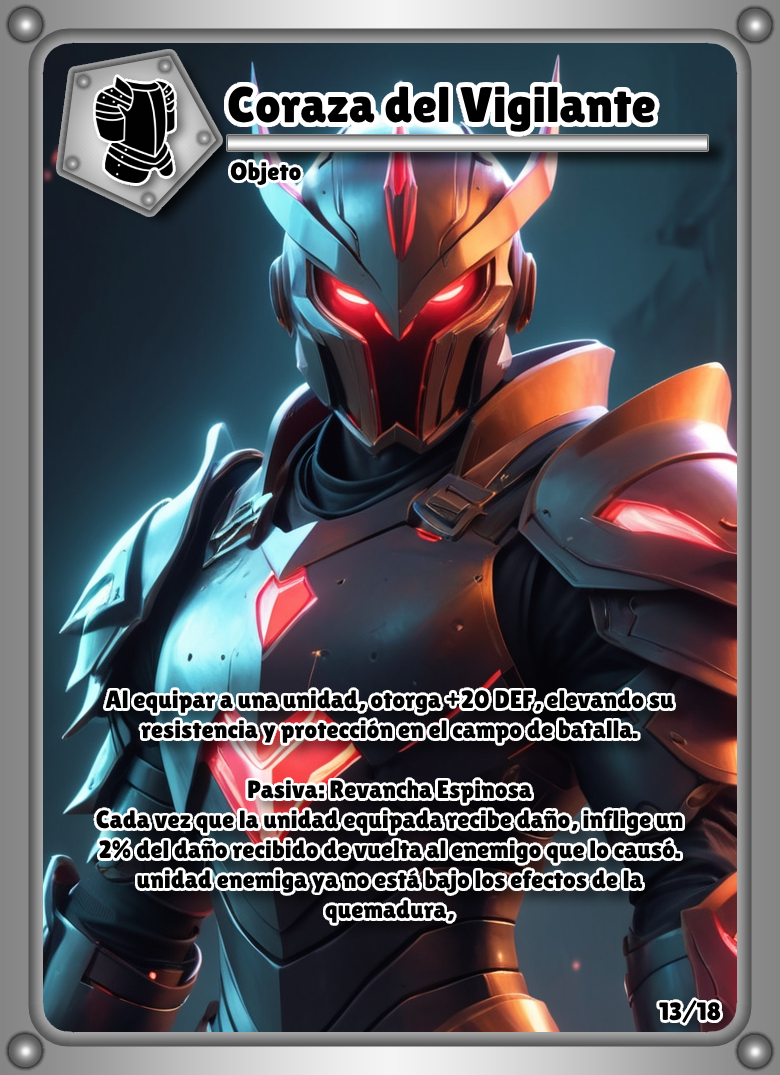 Coraza del Vigilante
Objeto
Al equipar a una unidad, otorga +20 DEF, elevando su
resistencia y protección en el campo de batalla.
Pasiva: Revancha Espinosa
Cada vez que la unidad equipada recibe daño, inflige un
2% del daño recibido de vuelta al enemigo que lo causó.
unidad enemiga ya no está bajo los efectos de la
quemadura,
13/18